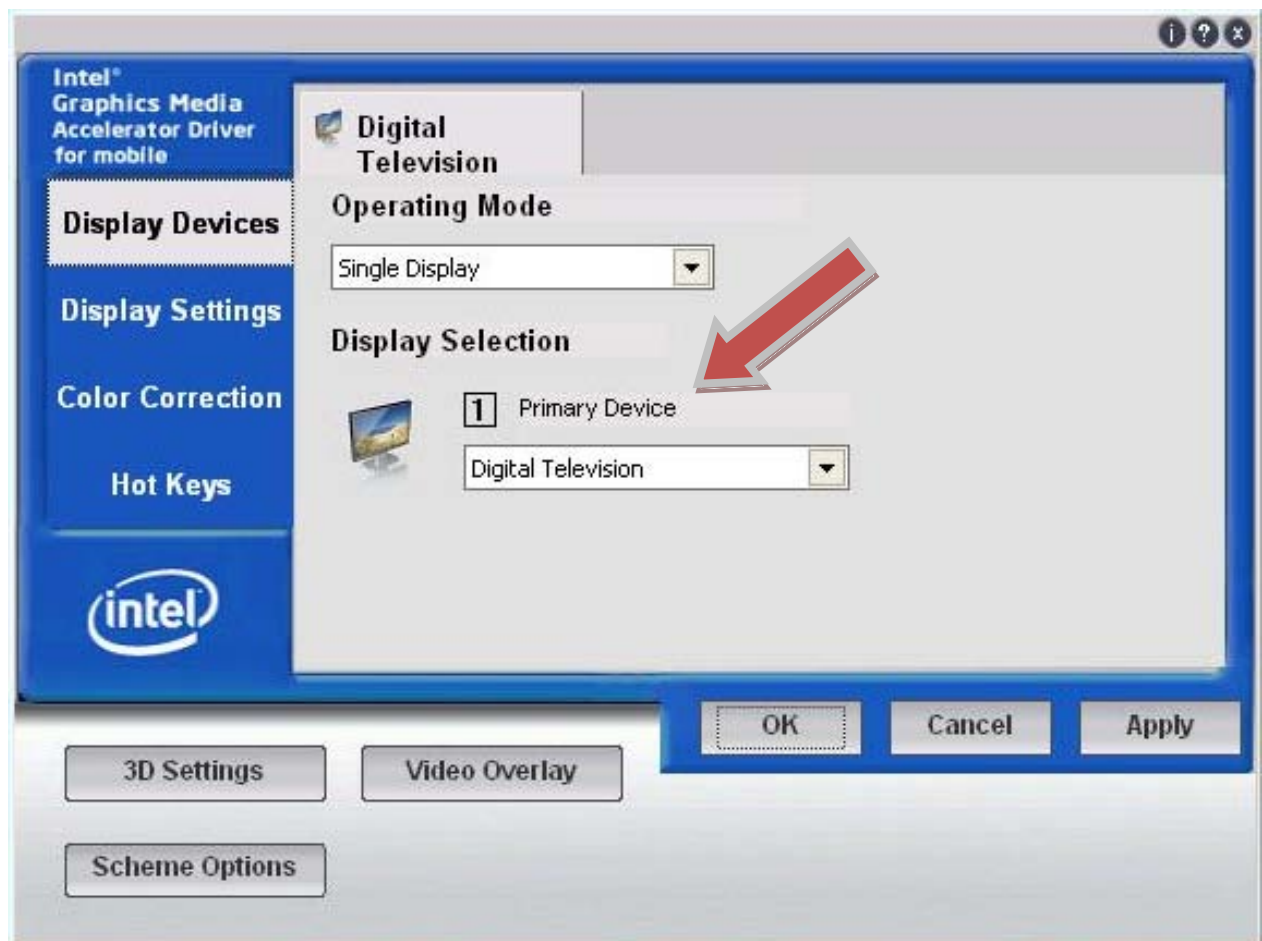 Intel®
Graphics Media
Accelerator Driver
for mobile
Digital
Television
Display Devices
Display Settings
Color Correction
Hot Keys
intel
Operating Mode
Single Display
Display Selection
1 Primary Device
Digital Television
OK Cancel Apply
3D Settings Video Overlay
Scheme Options